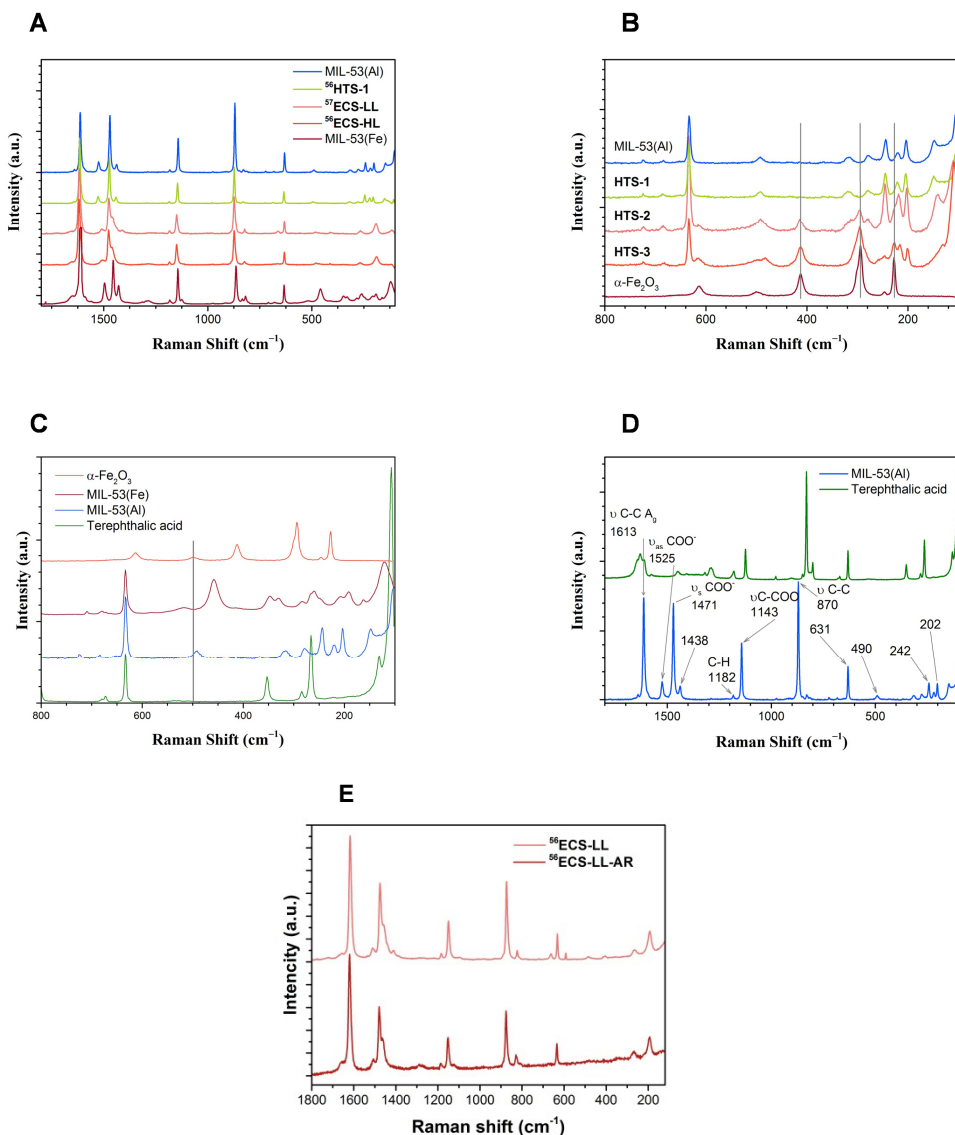 A
MIL-53(Al)
⁵⁶HTS-1
⁵⁷ECS-LL
⁵⁶ECS-HL
MIL-53(Fe)
Intensity (a.u.)
1500 1000 500
Raman Shift (cm⁻¹)
B
MIL-53(Al)
HTS-1
HTS-2
HTS-3
α-Fe₂O₃
Intensity (a.u.)
800 600 400 200
Raman Shift (cm⁻¹)
C
α-Fe₂O₃
MIL-53(Fe)
MIL-53(Al)
Terephthalic acid
Intensity (a.u.)
800 600 400 200
Raman Shift (cm⁻¹)
D
MIL-53(Al)
Terephthalic acid
υ C-C A_g
1613
υ_as COO⁻
1525
υ_s COO⁻
1471
1438
C-H
1182
υC-COO
1143
υ C-C
870
631
490
242
202
Intensity (a.u.)
1500 1000 500
Raman Shift (cm⁻¹)
E
⁵⁶ECS-LL
⁵⁶ECS-LL-AR
Intencity (a.u.)
1800 1600 1400 1200 1000 800 600 400 200
Raman shift (cm⁻¹)